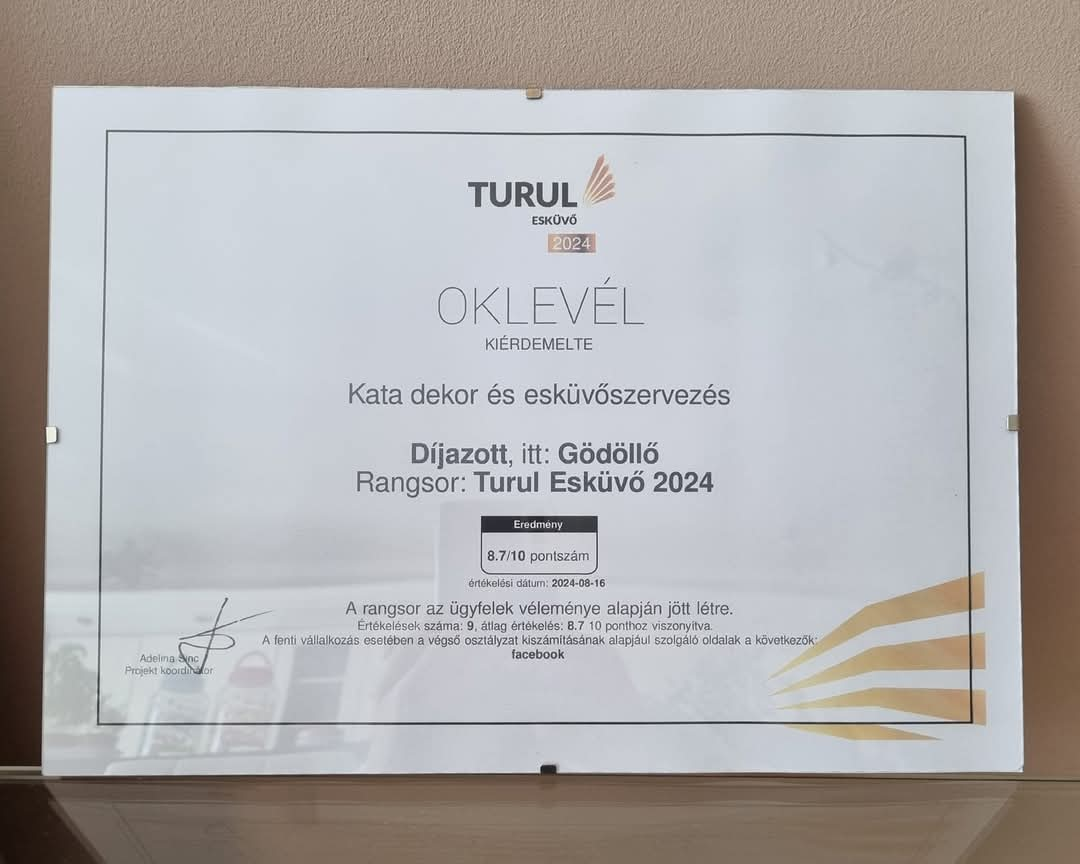 TURUL
ESKÜVŐ
2024
OKLEVÉL
KIÉRDEMELTE
Kata dekor és esküvőszervezés
Díjazott, itt: Gödöllő
Rangsor: Turul Esküvő 2024
Eredmény
8.7/10 pontszám
értékelési dátum: 2024-08-16
A rangsor az ügyfelek véleménye alapján jött létre.
Értékelések száma: 9, átlag értékelés: 8.7 10 ponthoz viszonyítva.
A fenti vállalkozás esetében a végső osztályzat kiszámításának alapjául szolgáló oldalak a következők:
facebook
Adelina Sinc
Projekt koordinátor